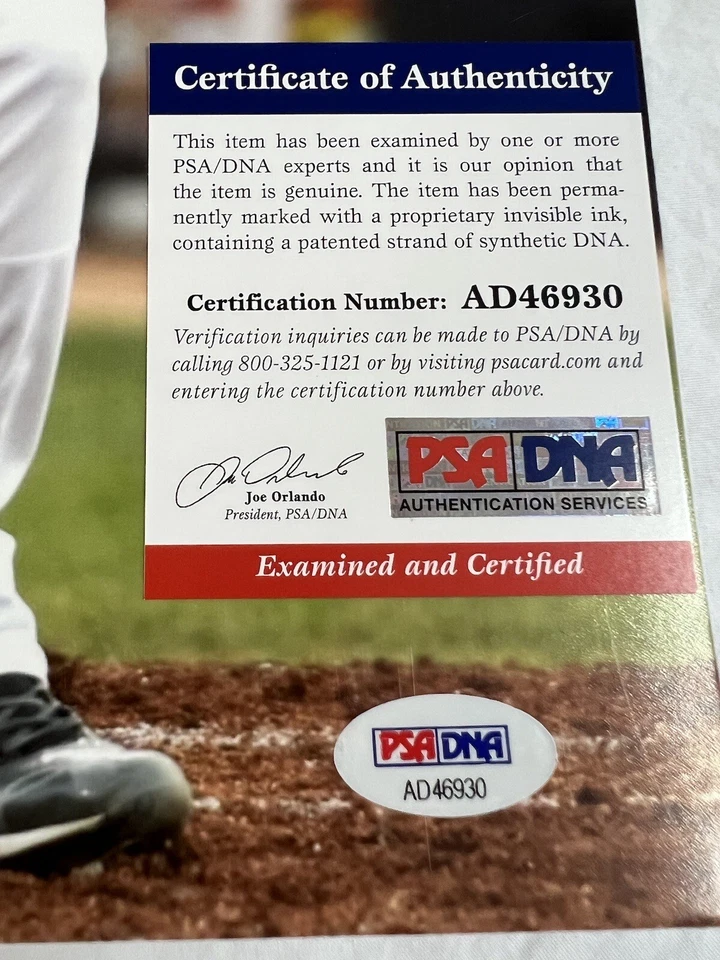 Certificate of Authenticity
This item has been examined by one or more
PSA/DNA experts and it is our opinion that
the item is genuine. The item has been perma-
nently marked with a proprietary invisible ink,
containing a patented strand of synthetic DNA.
Certification Number: AD46930
Verification inquiries can be made to PSA/DNA by
calling 800-325-1121 or by visiting psacard.com and
entering the certification number above.
Joe Orlando
President, PSA/DNA
PSA DNA
AUTHENTICATION SERVICES
Examined and Certified
PSA DNA
AD46930